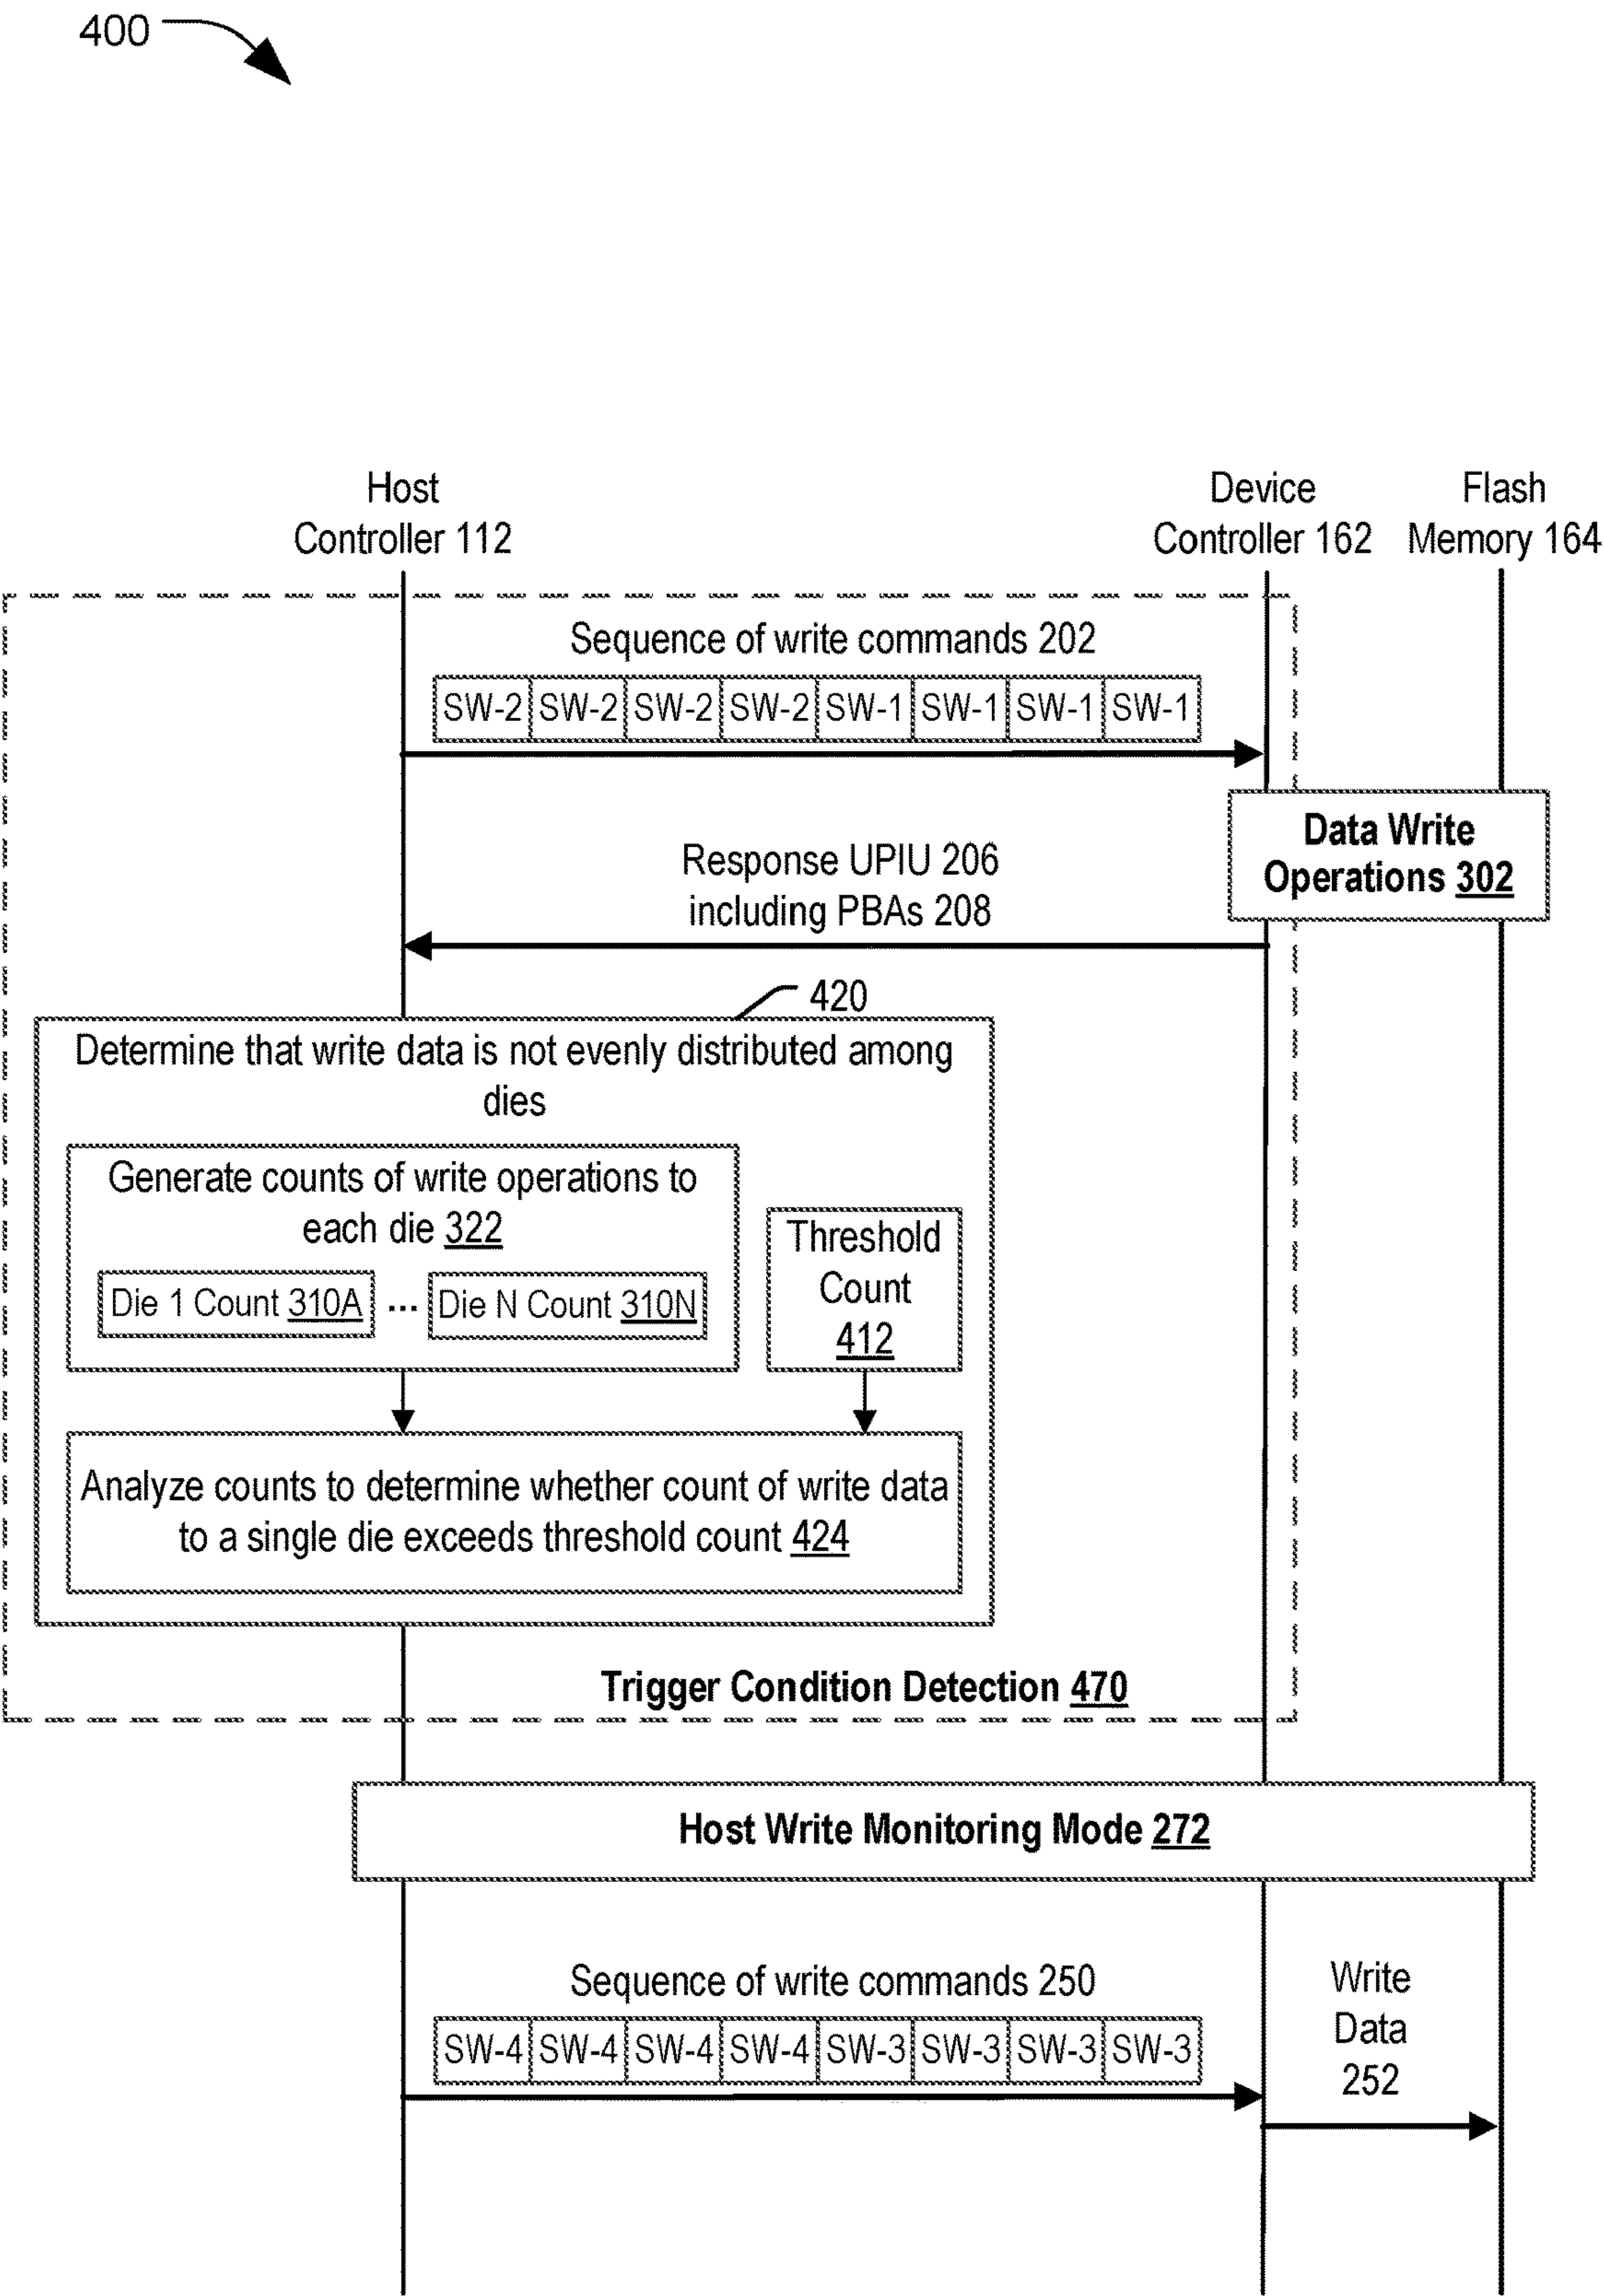 400
Host
Controller 112
Device
Controller 162
Flash
Memory 164
Sequence of write commands 202
SW-2 SW-2 SW-2 SW-2 SW-1 SW-1 SW-1 SW-1
Data Write
Operations 302
Response UPIU 206
including PBAs 208
420
Determine that write data is not evenly distributed among
dies
Generate counts of write operations to
each die 322
Die 1 Count 310A ... Die N Count 310N
Threshold
Count
412
Analyze counts to determine whether count of write data
to a single die exceeds threshold count 424
Trigger Condition Detection 470
Host Write Monitoring Mode 272
Sequence of write commands 250
SW-4 SW-4 SW-4 SW-4 SW-3 SW-3 SW-3 SW-3
Write
Data
252